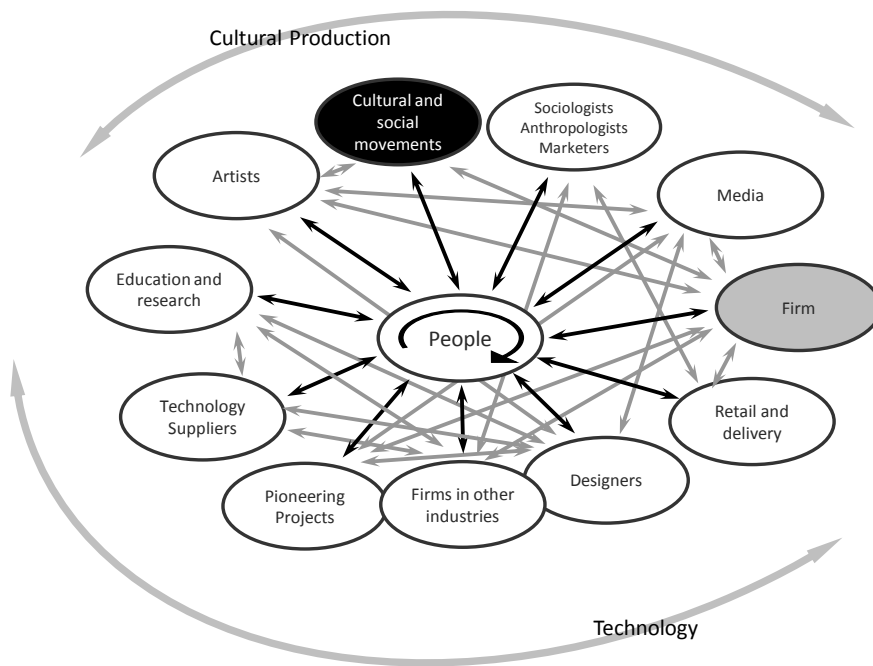 Cultural Production
Cultural and
social
movements
Sociologists
Anthropologists
Marketers
Artists
Media
Education and
research
Firm
People
Technology
Suppliers
Retail and
delivery
Pioneering
Projects
Firms in other
industries
Designers
Technology